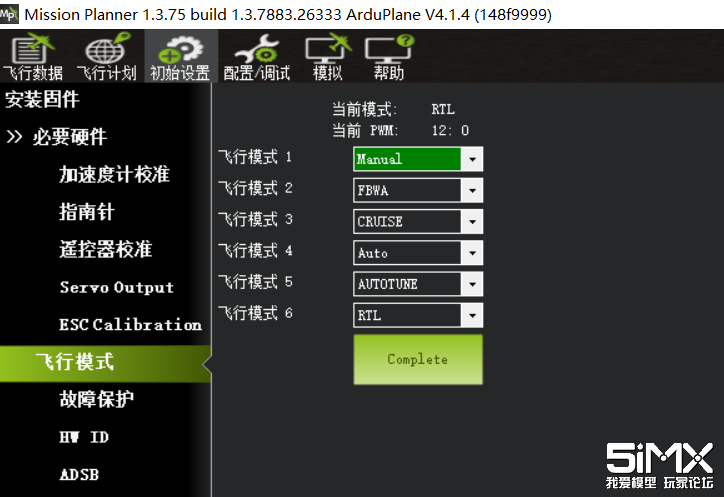 Mission Planner 1.3.75 build 1.3.7883.26333 ArduPlane V4.1.4 (148f9999)
飞行数据 飞行计划 初始设置 配置/调试 模拟 帮助
安装固件
>> 必要硬件
加速度计校准
指南针
遥控器校准
Servo Output
ESC Calibration
飞行模式
故障保护
HW ID
ADSB
当前模式: RTL
当前 PWM: 12: 0
飞行模式 1 Manual
飞行模式 2 FBWA
飞行模式 3 CRUISE
飞行模式 4 Auto
飞行模式 5 AUTOTUNE
飞行模式 6 RTL
Complete
5iMX
我爱模型 玩家论坛